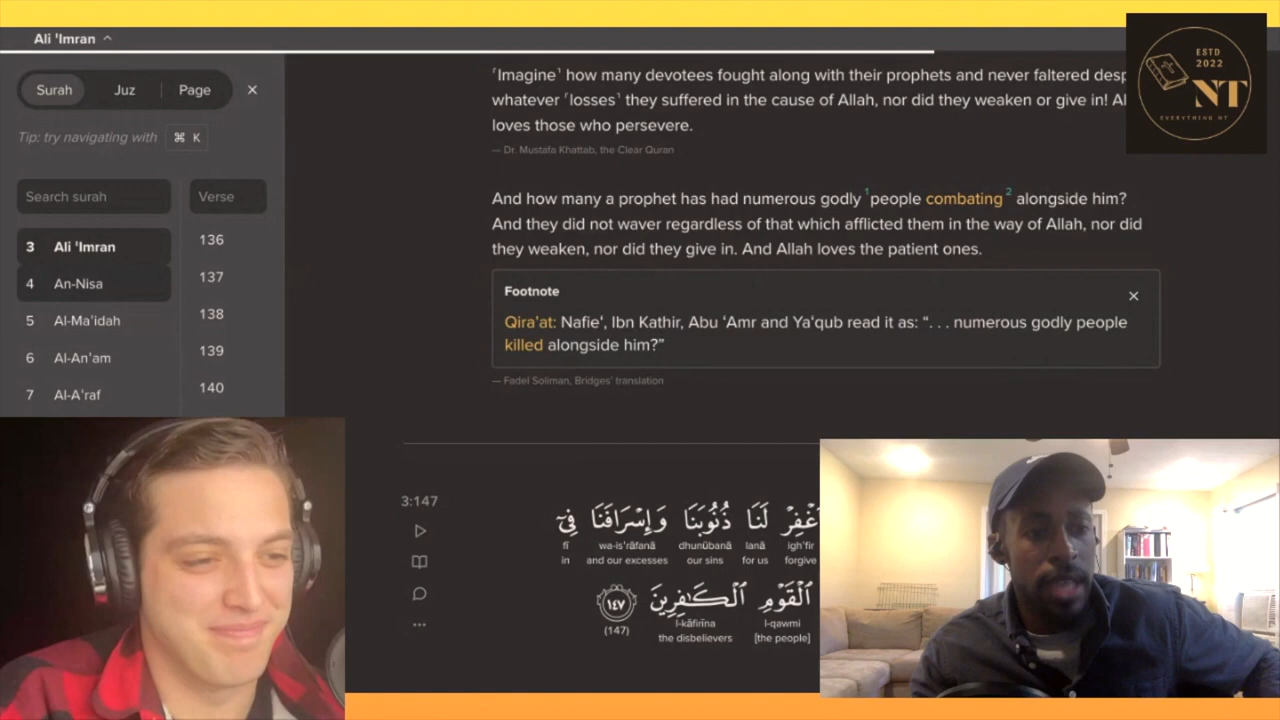 Ali 'Imran
Surah
Juz
Page
Tip: try navigating with ⌘ K
Search surah
Verse
3 Ali 'Imran
4 An-Nisa
5 Al-Ma'idah
6 Al-An'am
7 Al-A'raf
136
137
138
139
140
˹Imagine˺ how many devotees fought along with their prophets and never faltered
whatever ˹losses˺ they suffered in the cause of Allah, nor did they weaken or give in!
loves those who persevere.
— Dr. Mustafa Khattab, the Clear Quran
And how many a prophet has had numerous godly ¹people combating ² alongside him?
And they did not waver regardless of that which afflicted them in the way of Allah, nor did
they weaken, nor did they give in. And Allah loves the patient ones.
Footnote
Qira'at: Nafie‘, Ibn Kathir, Abu ‘Amr and Ya‘qub read it as: “. . . numerous godly people
killed alongside him?”
— Fadel Soliman, Bridges’ translation
3:147
لَنَا ذُنُوبَنَا وَإِسْرَافَنَا فِىٓ
fī wa-is'rāfanā dhunūbanā lanā igh'fir
in and our excesses our sins for us forgive
ٱلْقَوْمِ ٱلْكَـٰفِرِينَ ١٤٧
l-kāfirīna l-qawmi
(147) the disbelievers [the people]
ESTD
2022
NT
EVERYTHING NT